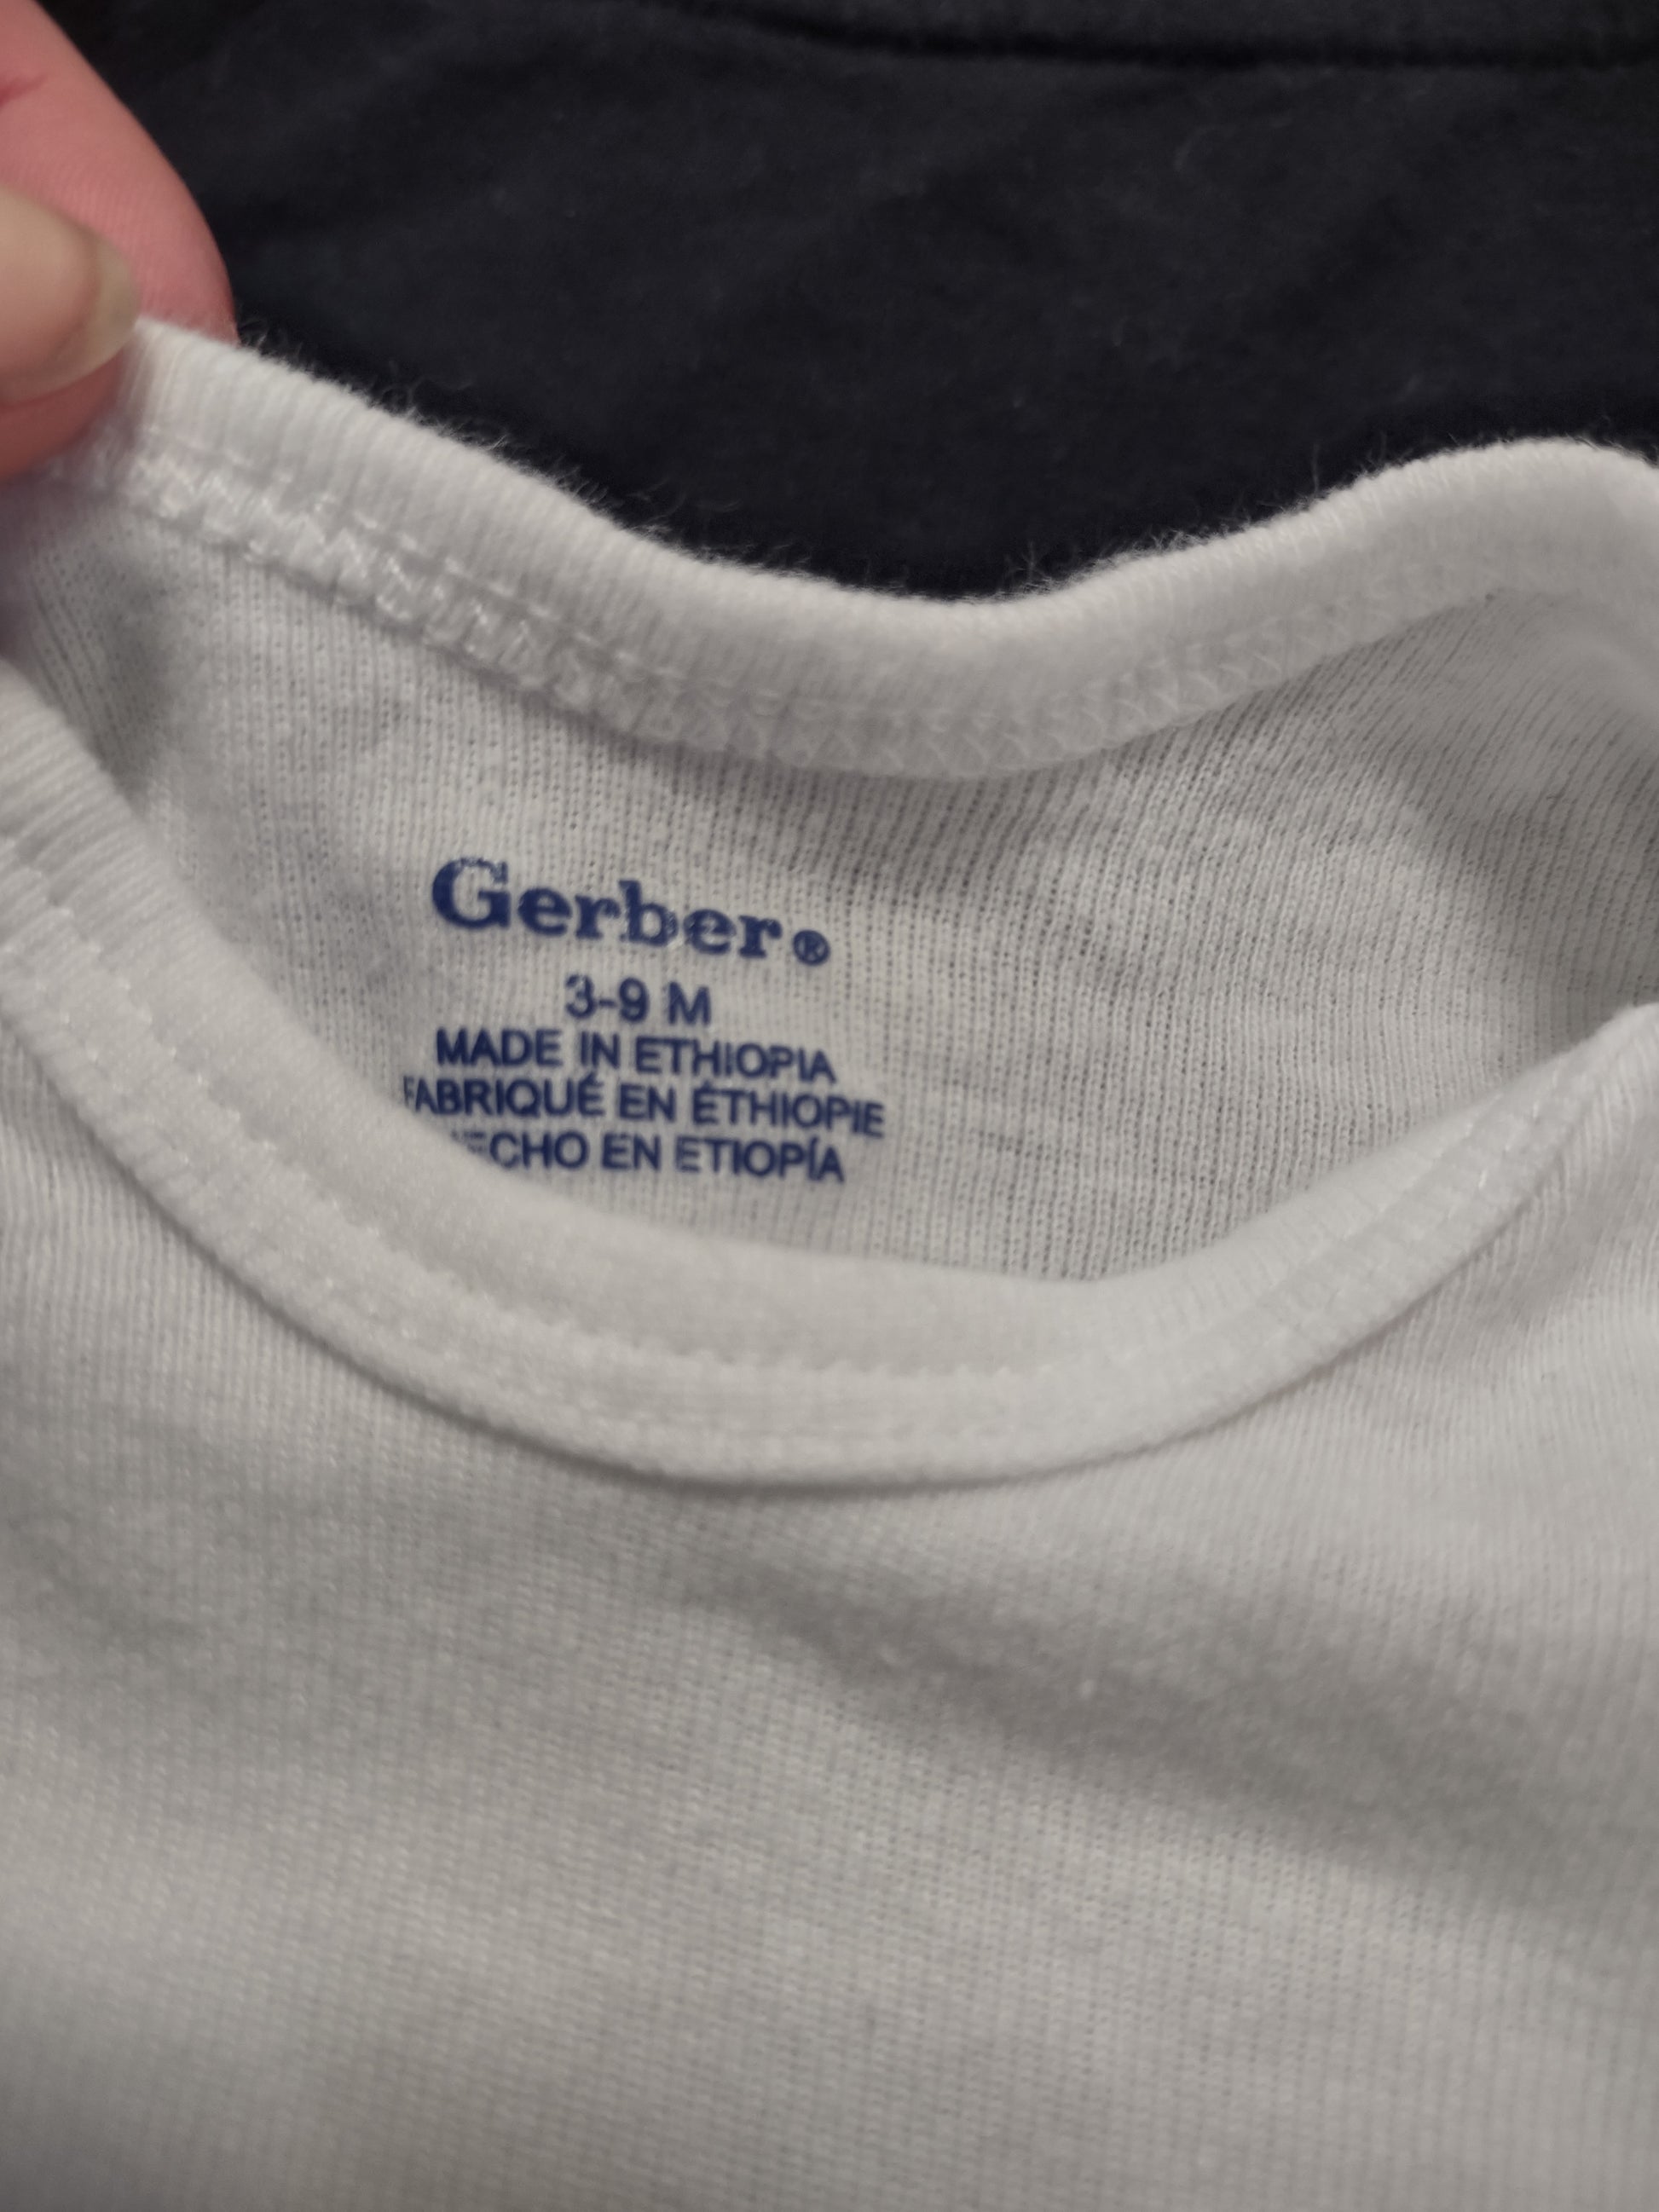 Gerber®
3-9 M
MADE IN ETHIOPIA
FABRIQUÉ EN ÉTHIOPIE
HECHO EN ETIOPÍA